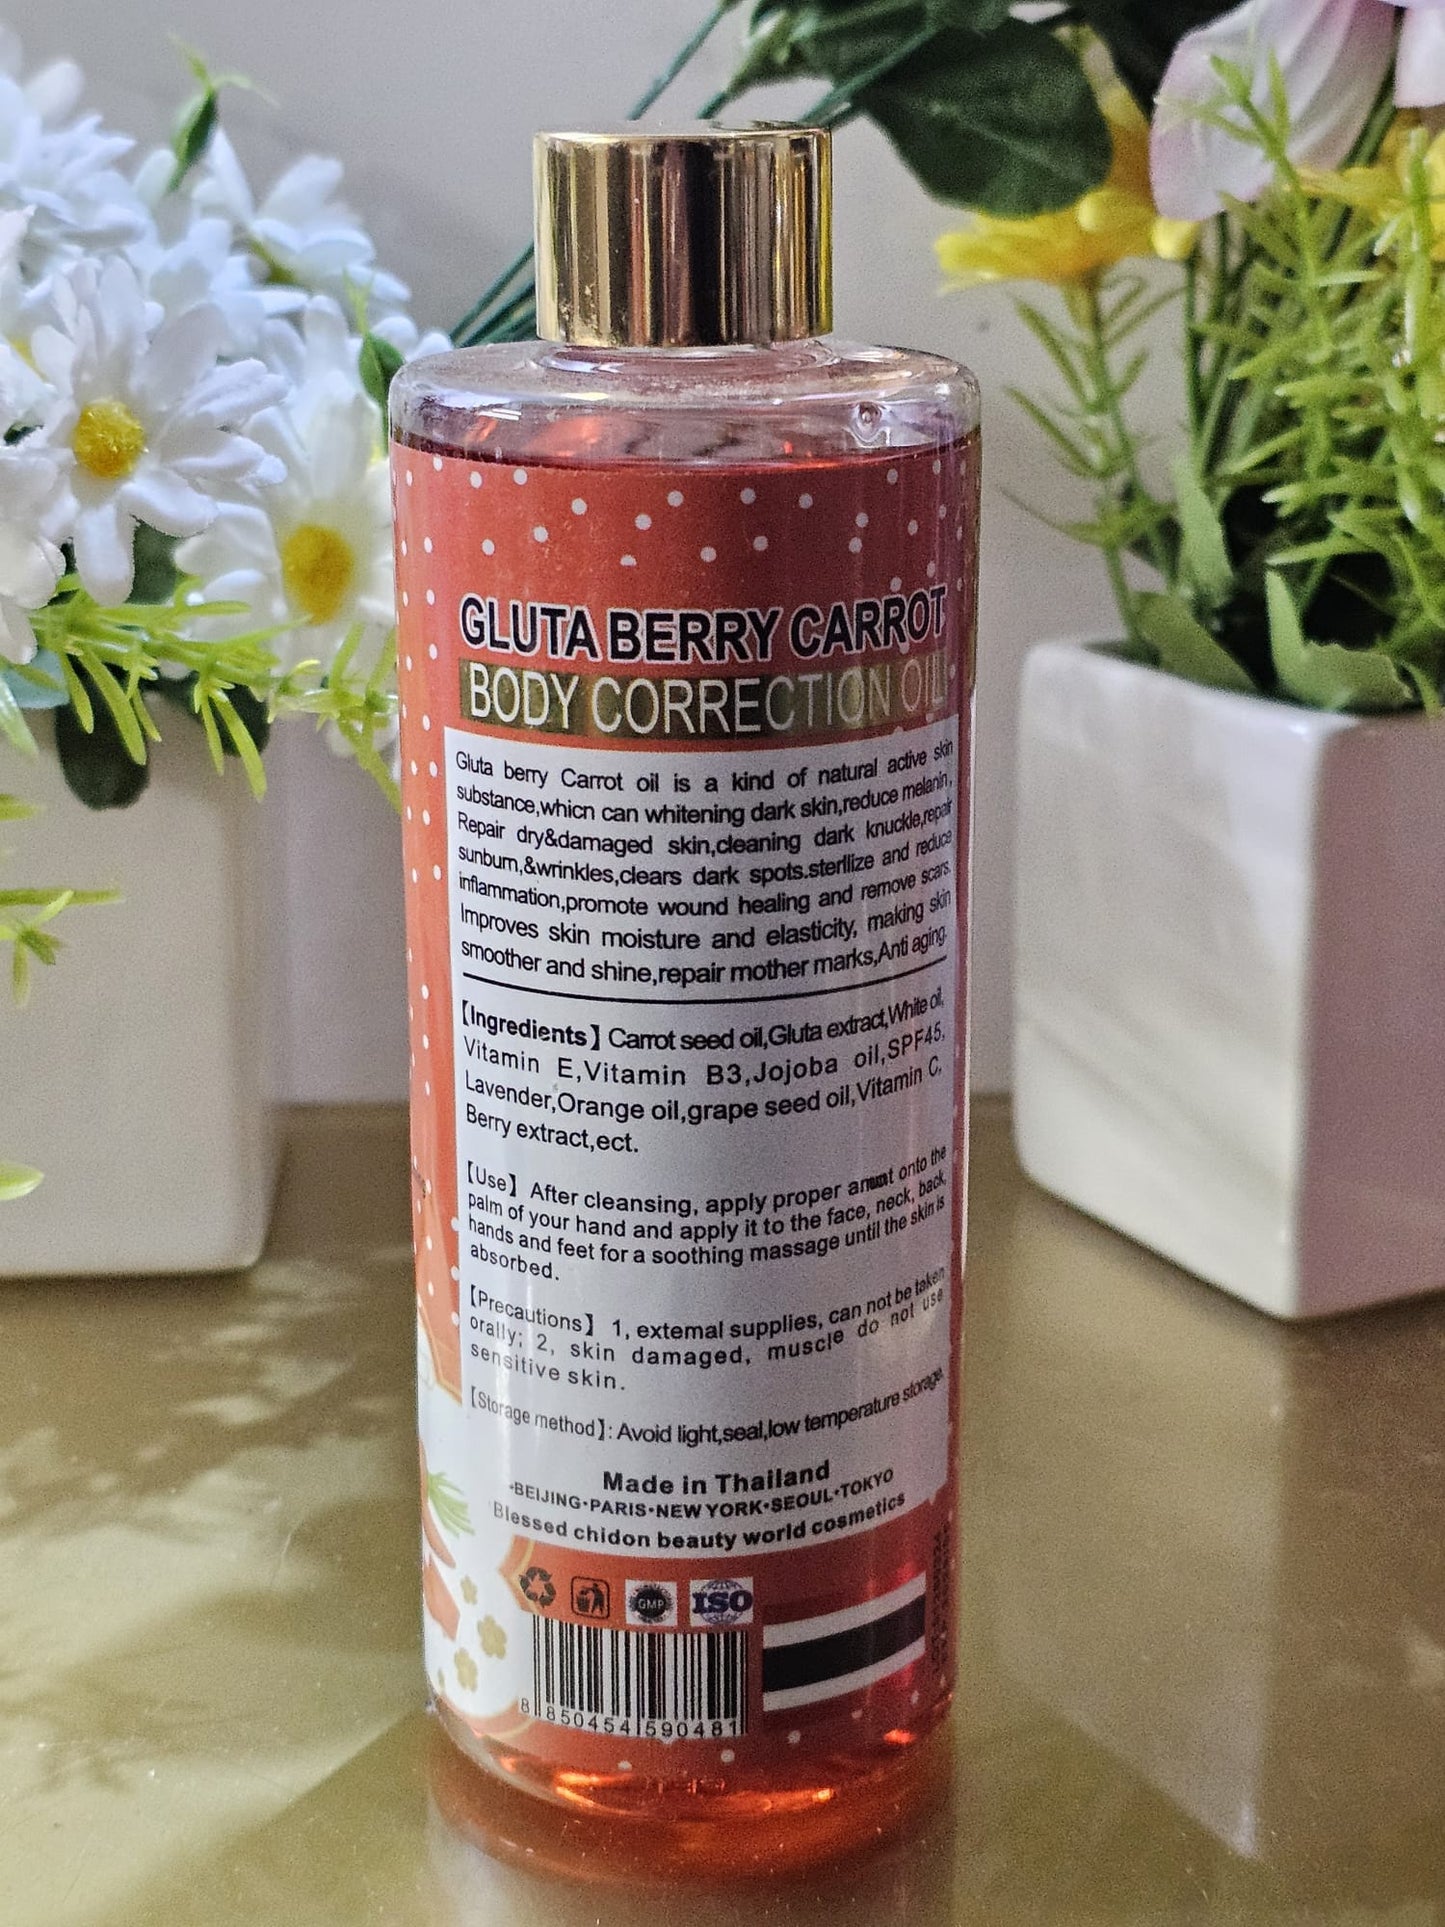 GLUTA BERRY CARROT
BODY CORRECTION OIL
Gluta berry Carrot oil is a kind of natural active skin
substance,whicn can whitening dark skin,reduce melanin,
Repair dry&damaged skin,cleaning dark knuckle,repair
sunburn,&wrinkles,clears dark spots.sterllize and reduce
inflammation,promote wound healing and remove scars.
Improves skin moisture and elasticity, making skin
smoother and shine,repair mother marks,Anti aging.
【Ingredients】Carrot seed oil,Gluta extract,White oil,
Vitamin E,Vitamin B3,Jojoba oil,SPF45,
Lavender,Orange oil,grape seed oil,Vitamin C,
Berry extract,ect.
【Use】After cleansing, apply proper amount onto the
palm of your hand and apply it to the face, neck, back,
hands and feet for a soothing massage until the skin is
absorbed.
【Precautions】 1, external supplies, can not be taken
orally; 2, skin damaged, muscle do not use
sensitive skin.
【Storage method】: Avoid light,seal,low temperature storage.
Made in Thailand
·BEIJING·PARIS·NEW YORK·SEOUL·TOKYO
Blessed chidon beauty world cosmetics
GMP ISO
8 850454 590481